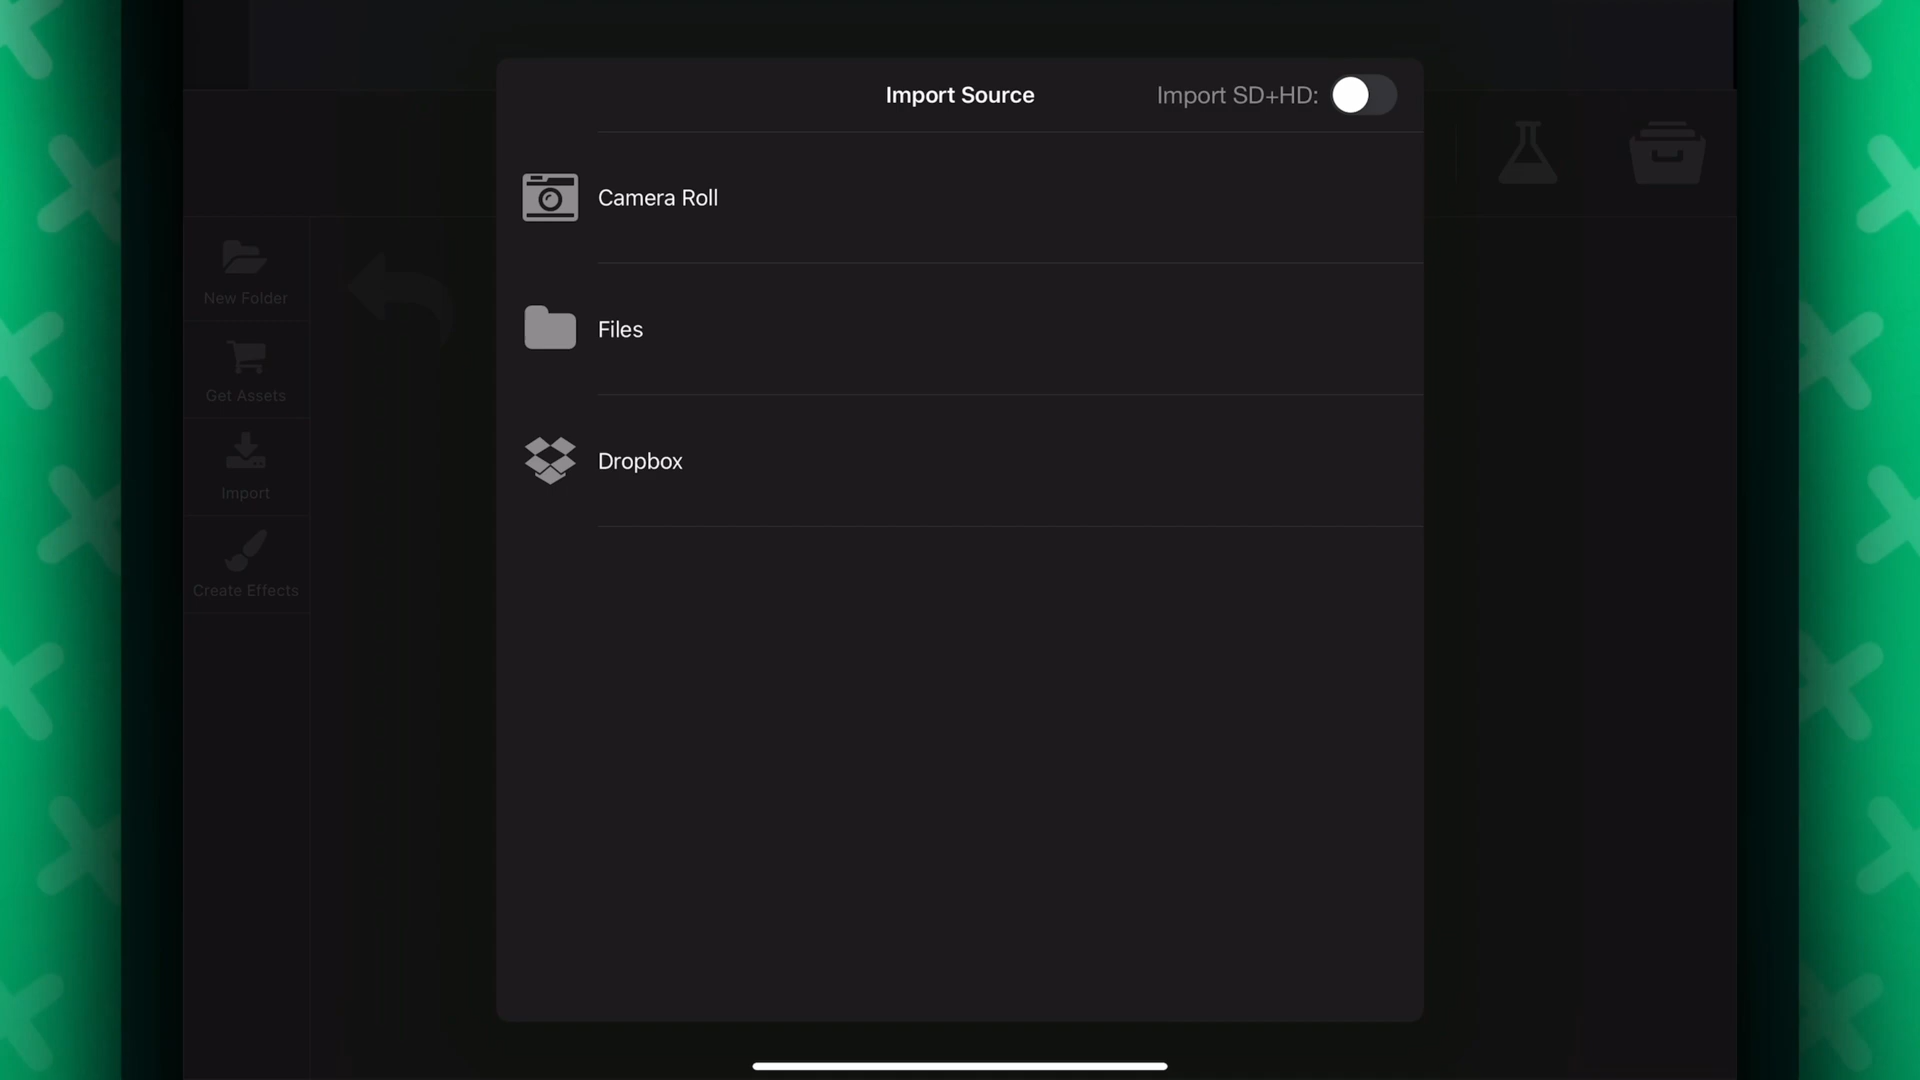 Import Source
Import SD+HD:
Camera Roll
Files
Dropbox
New Folder
Get Assets
Import
Create Effects